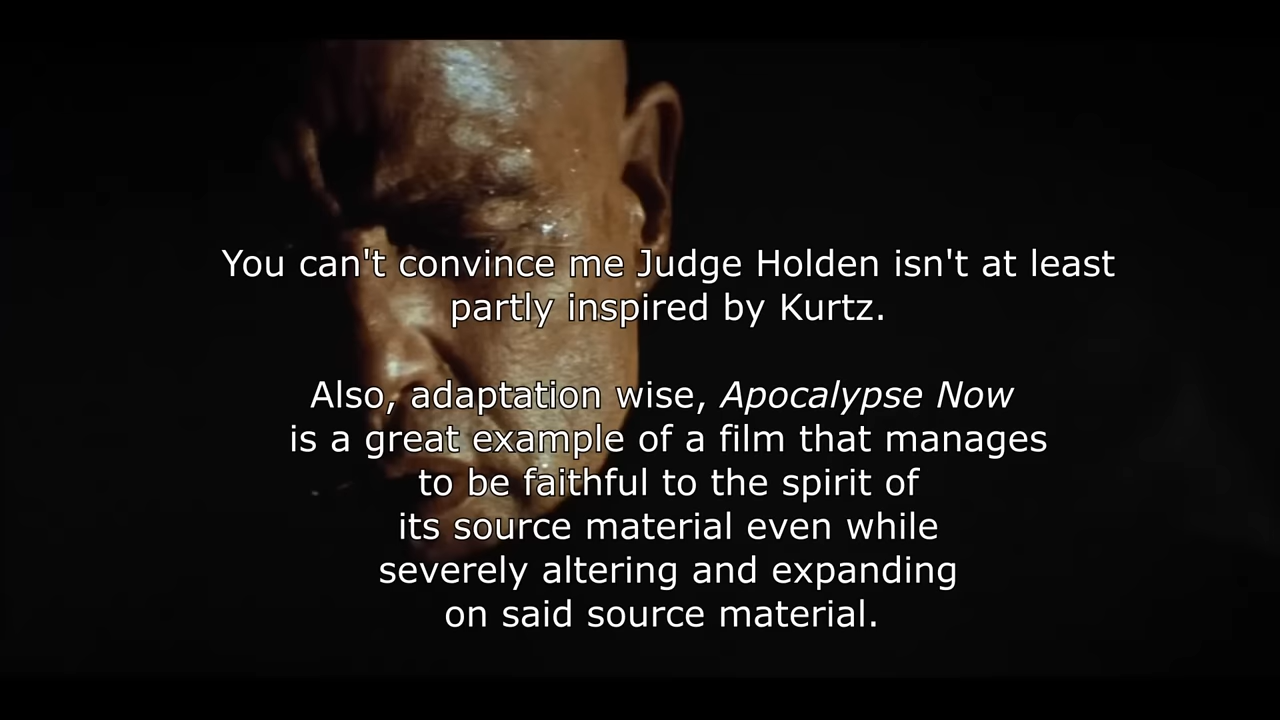 You can't convince me Judge Holden isn't at least
partly inspired by Kurtz.
Also, adaptation wise, Apocalypse Now
is a great example of a film that manages
to be faithful to the spirit of
its source material even while
severely altering and expanding
on said source material.